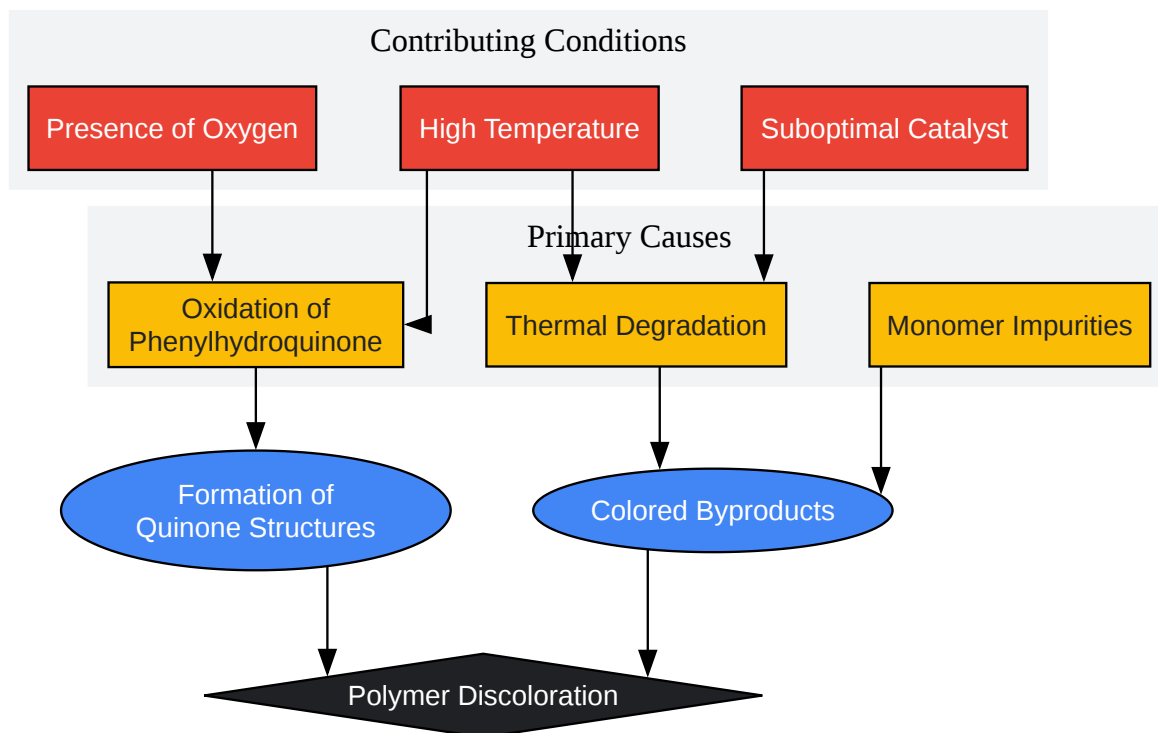 Contributing Conditions
Presence of Oxygen
High Temperature
Suboptimal Catalyst
Primary Causes
Oxidation of
Phenylhydroquinone
Thermal Degradation
Monomer Impurities
Formation of
Quinone Structures
Colored Byproducts
Polymer Discoloration